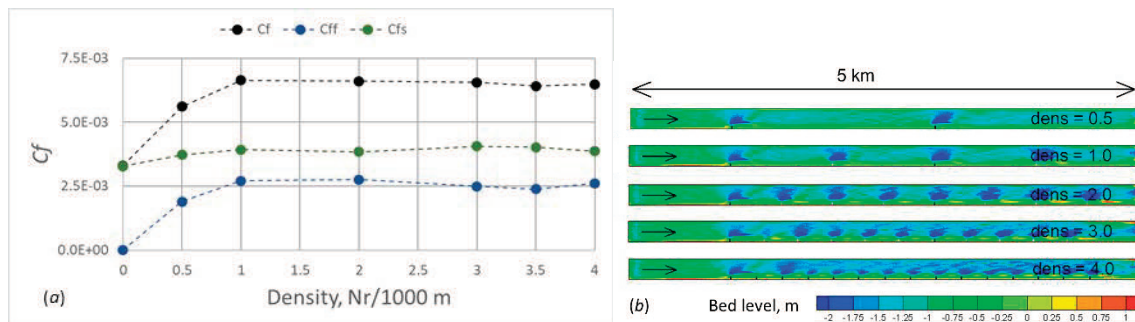 Cf Cff Cfs
7.5E-03
5.0E-03
2.5E-03
0.0E+00
Cf
0 0.5 1 1.5 2 2.5 3 3.5 4
Density, Nr/1000 m
(a)
5 km
dens = 0.5
dens = 1.0
dens = 2.0
dens = 3.0
dens = 4.0
(b) Bed level, m
-2 -1.75 -1.5 -1.25 -1 -0.75 -0.5 -0.25 0 0.25 0.5 0.75 1